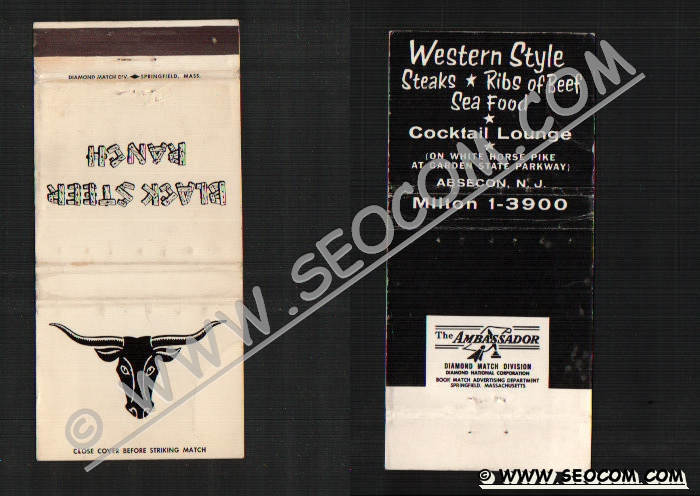 DIAMOND MATCH DIV. SPRINGFIELD, MASS.
BLACK STEER
RANCH
CLOSE COVER BEFORE STRIKING MATCH
Western Style
Steaks ★ Ribs of Beef
Sea Food
★
Cocktail Lounge
★
(ON WHITE HORSE PIKE
AT GARDEN STATE PARKWAY)
ABSECON, N. J.
Milton 1-3900
The AMBASSADOR
DIAMOND MATCH DIVISION
DIAMOND NATIONAL CORPORATION
BOOK MATCH ADVERTISING DEPARTMENT
SPRINGFIELD, MASSACHUSETTS
© WWW.SEOCOM.COM
© WWW.SEOCOM.COM